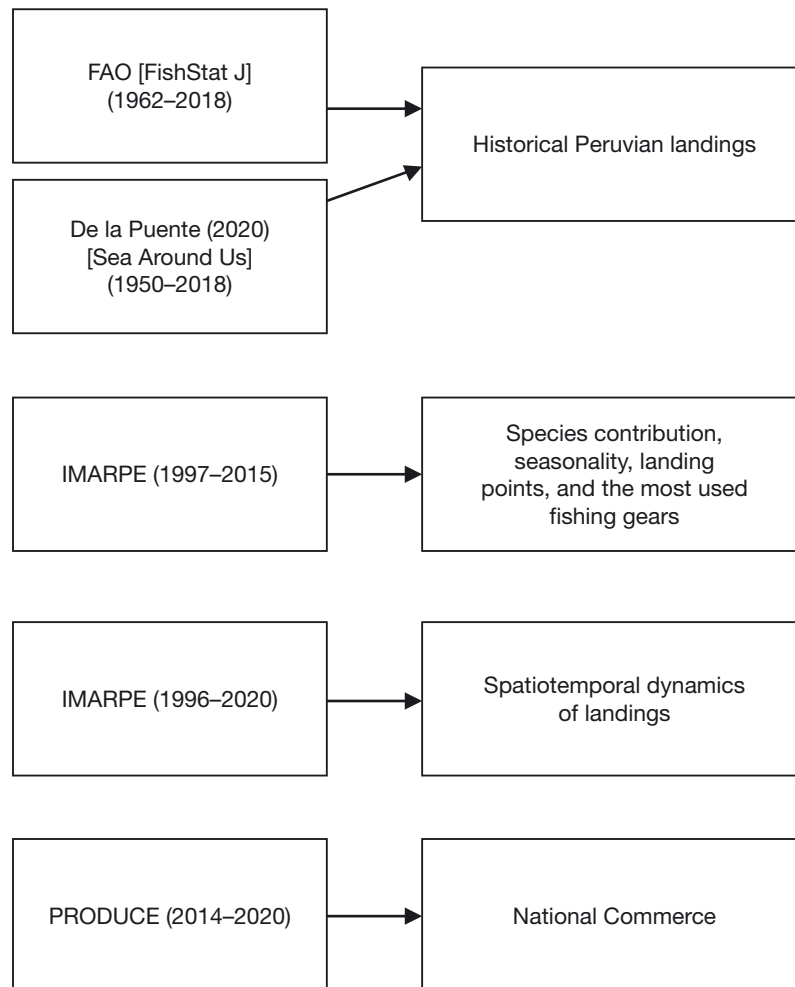 FAO [FishStat J]
(1962–2018)
Historical Peruvian landings
De la Puente (2020)
[Sea Around Us]
(1950–2018)
IMARPE (1997–2015)
Species contribution,
seasonality, landing
points, and the most used
fishing gears
IMARPE (1996–2020)
Spatiotemporal dynamics
of landings
PRODUCE (2014–2020)
National Commerce